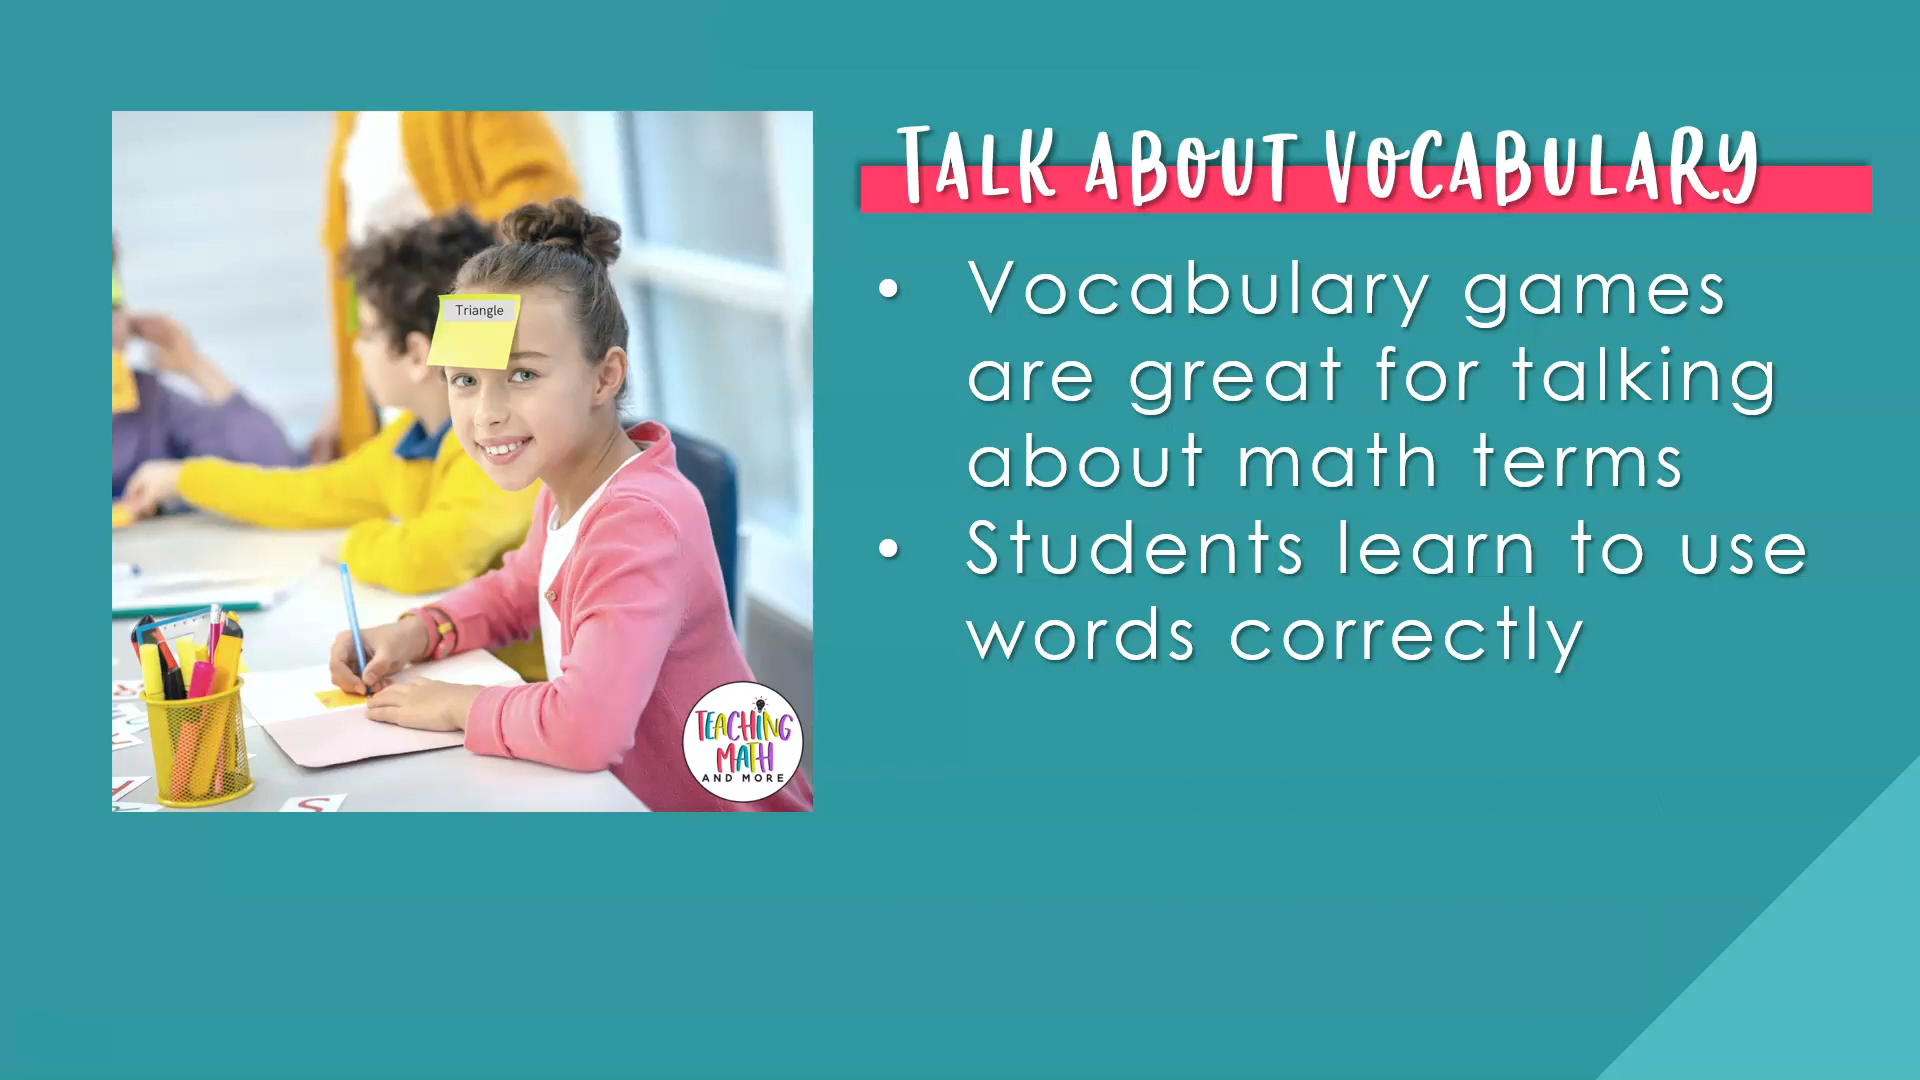 TALK ABOUT VOCABULARY
• Vocabulary games
are great for talking
about math terms
• Students learn to use
words correctly
Triangle
TEACHING
MATH
AND MORE
S